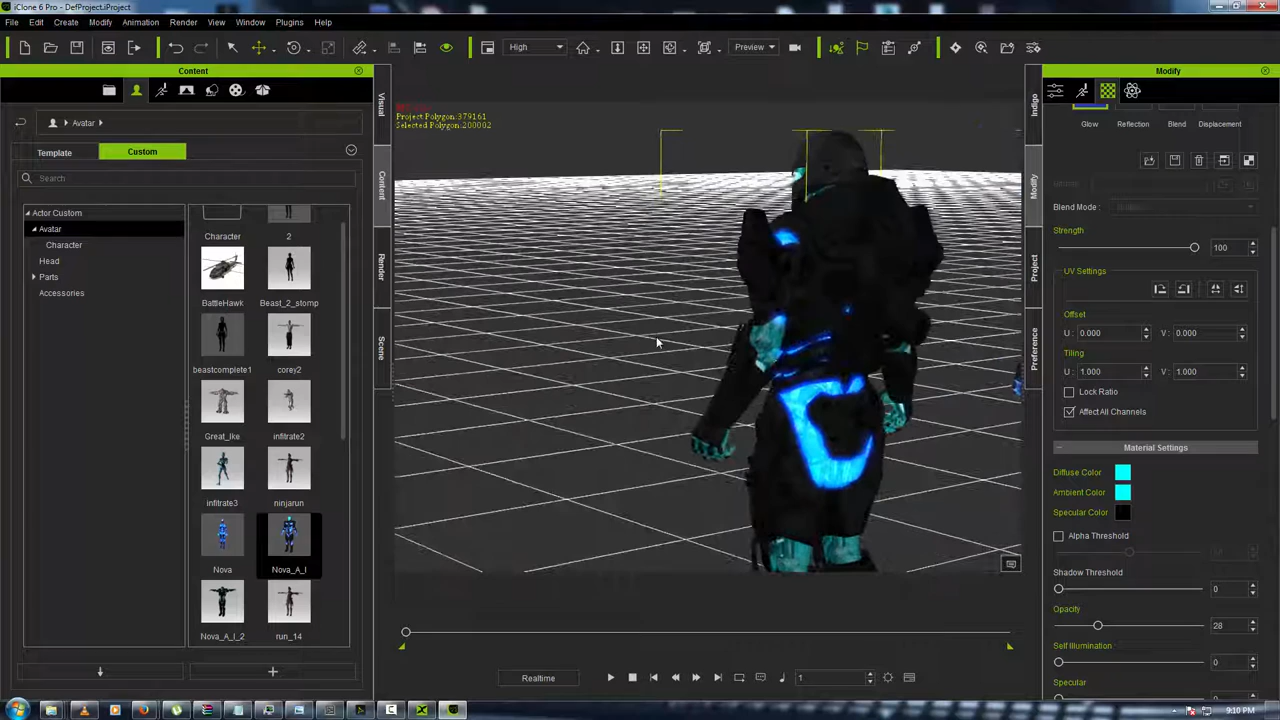 iClone 6 Pro - DefProject.iProject
File Edit Create Modify Animation Render View Window Plugins Help
High Preview
Content
Modify
Avatar
Template Custom
Search
Actor Custom
Avatar
Character
Head
Parts
Accessories
Character 2
BattleHawk Beast_2_stomp
beastcomplete1 corey2
Great_Ike infitrate2
infitrate3 ninjarun
Nova Nova_A_I
Nova_A_I_2 run_14
Visual
Content
Render
Scene
Project Polygon:379161
Selected Polygon:200002
Indigo
Modify
Project
Preference
Glow Reflection Blend Displacement
Blend Mode :
Strength
100
UV Settings
Offset
U : 0.000 V : 0.000
Tiling
U : 1.000 V : 1.000
Lock Ratio
Affect All Channels
Material Settings
Diffuse Color
Ambient Color
Specular Color
Alpha Threshold
Shadow Threshold
0
Opacity
28
Self Illumination
0
Specular
Realtime
1
9:10 PM